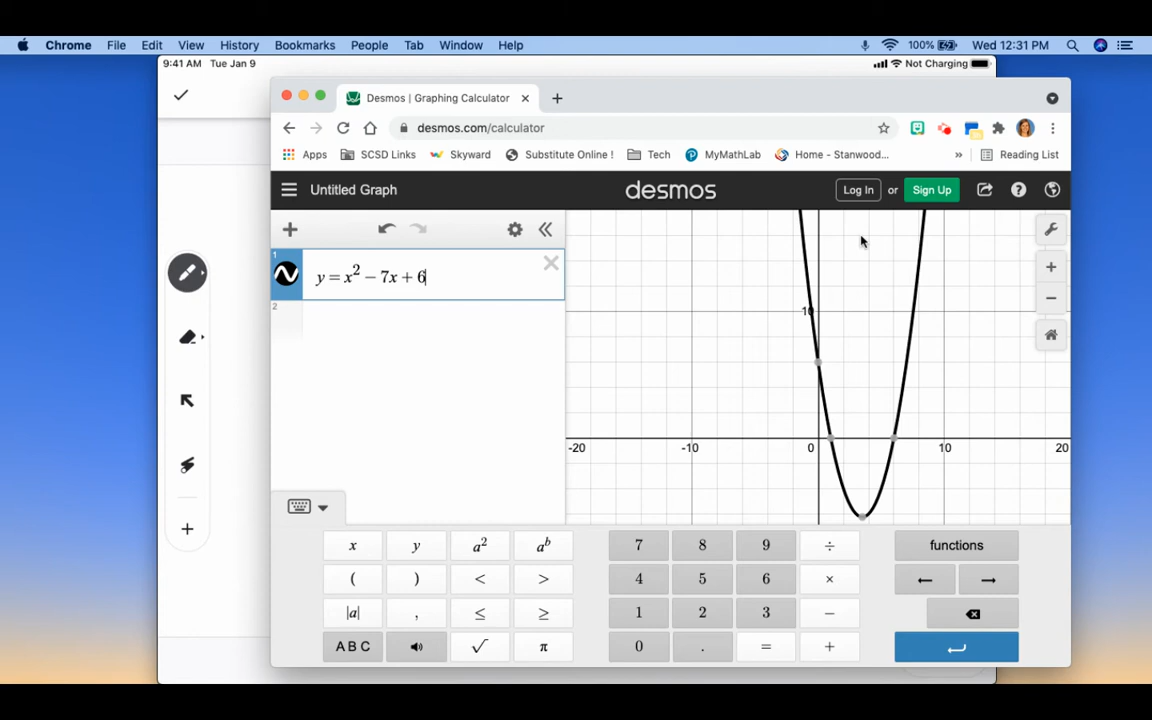 Chrome File Edit View History Bookmarks People Tab Window Help 100% Wed 12:31 PM
9:41 AM Tue Jan 9 Not Charging
Desmos | Graphing Calculator
desmos.com/calculator
Apps SCSD Links Skyward Substitute Online ! Tech MyMathLab Home - Stanwood... » Reading List
Untitled Graph desmos Log In or Sign Up
1
y = x² − 7x + 6
2
10
-20 -10 0 10 20
x y a² aᵇ 7 8 9 ÷ functions
( ) < > 4 5 6 × ← →
|a| , ≤ ≥ 1 2 3 −
A B C √ π 0 . = +